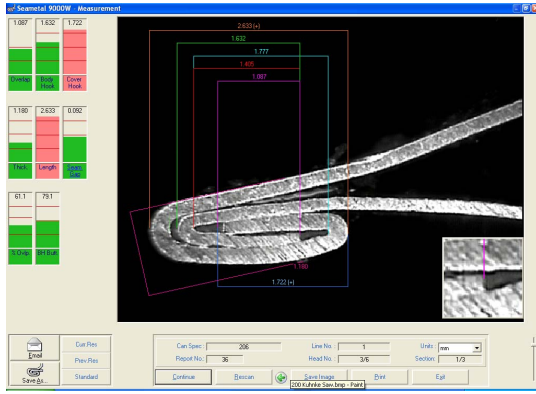 Seametal 9000W - Measurement
1.087 1.632 1.722
Overlap Body Hook Cover Hook
1.180 2.633 0.092
Thick. Length Seam Gap
61.1 79.1
% Ovlp. BH Butt
2.633 (+)
1.632
1.777
1.405
1.087
1.180
1.722 (+)
Email
Save As...
Curr.Res
Prev.Res
Standard
Can Spec.: 206 Line No.: 1 Units: mm
Report No.: 36 Head No.: 3/6 Section: 1/3
Continue Rescan Save Image Print Exit
200 Kuhnke Saw.bmp - Paint